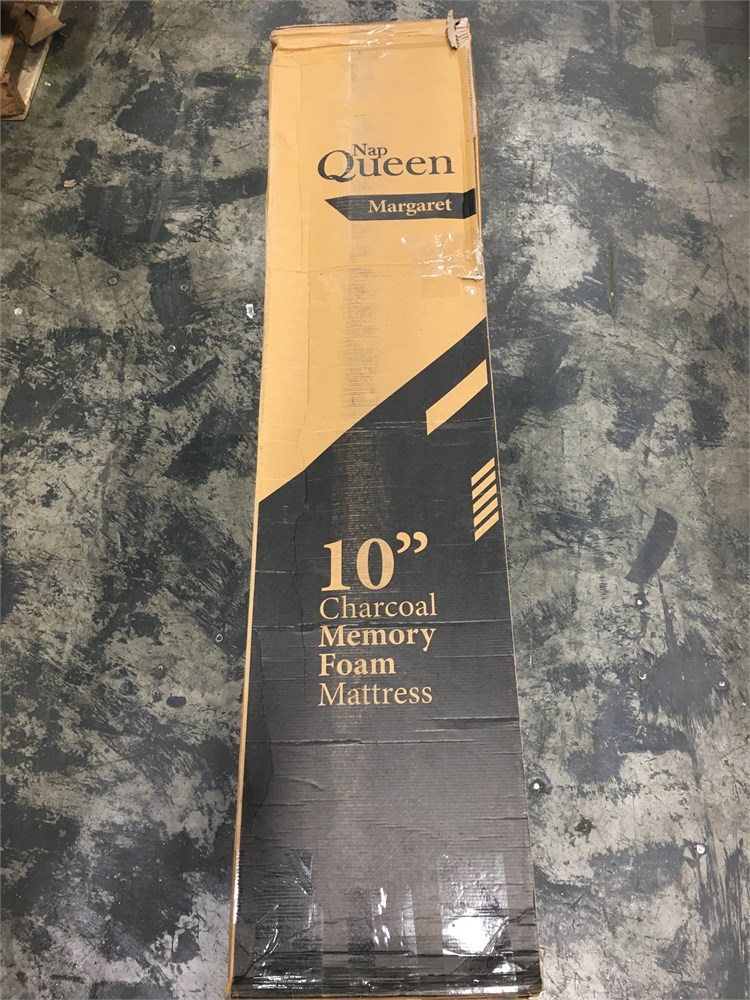 Nap
Queen
Margaret
10”
Charcoal
Memory
Foam
Mattress